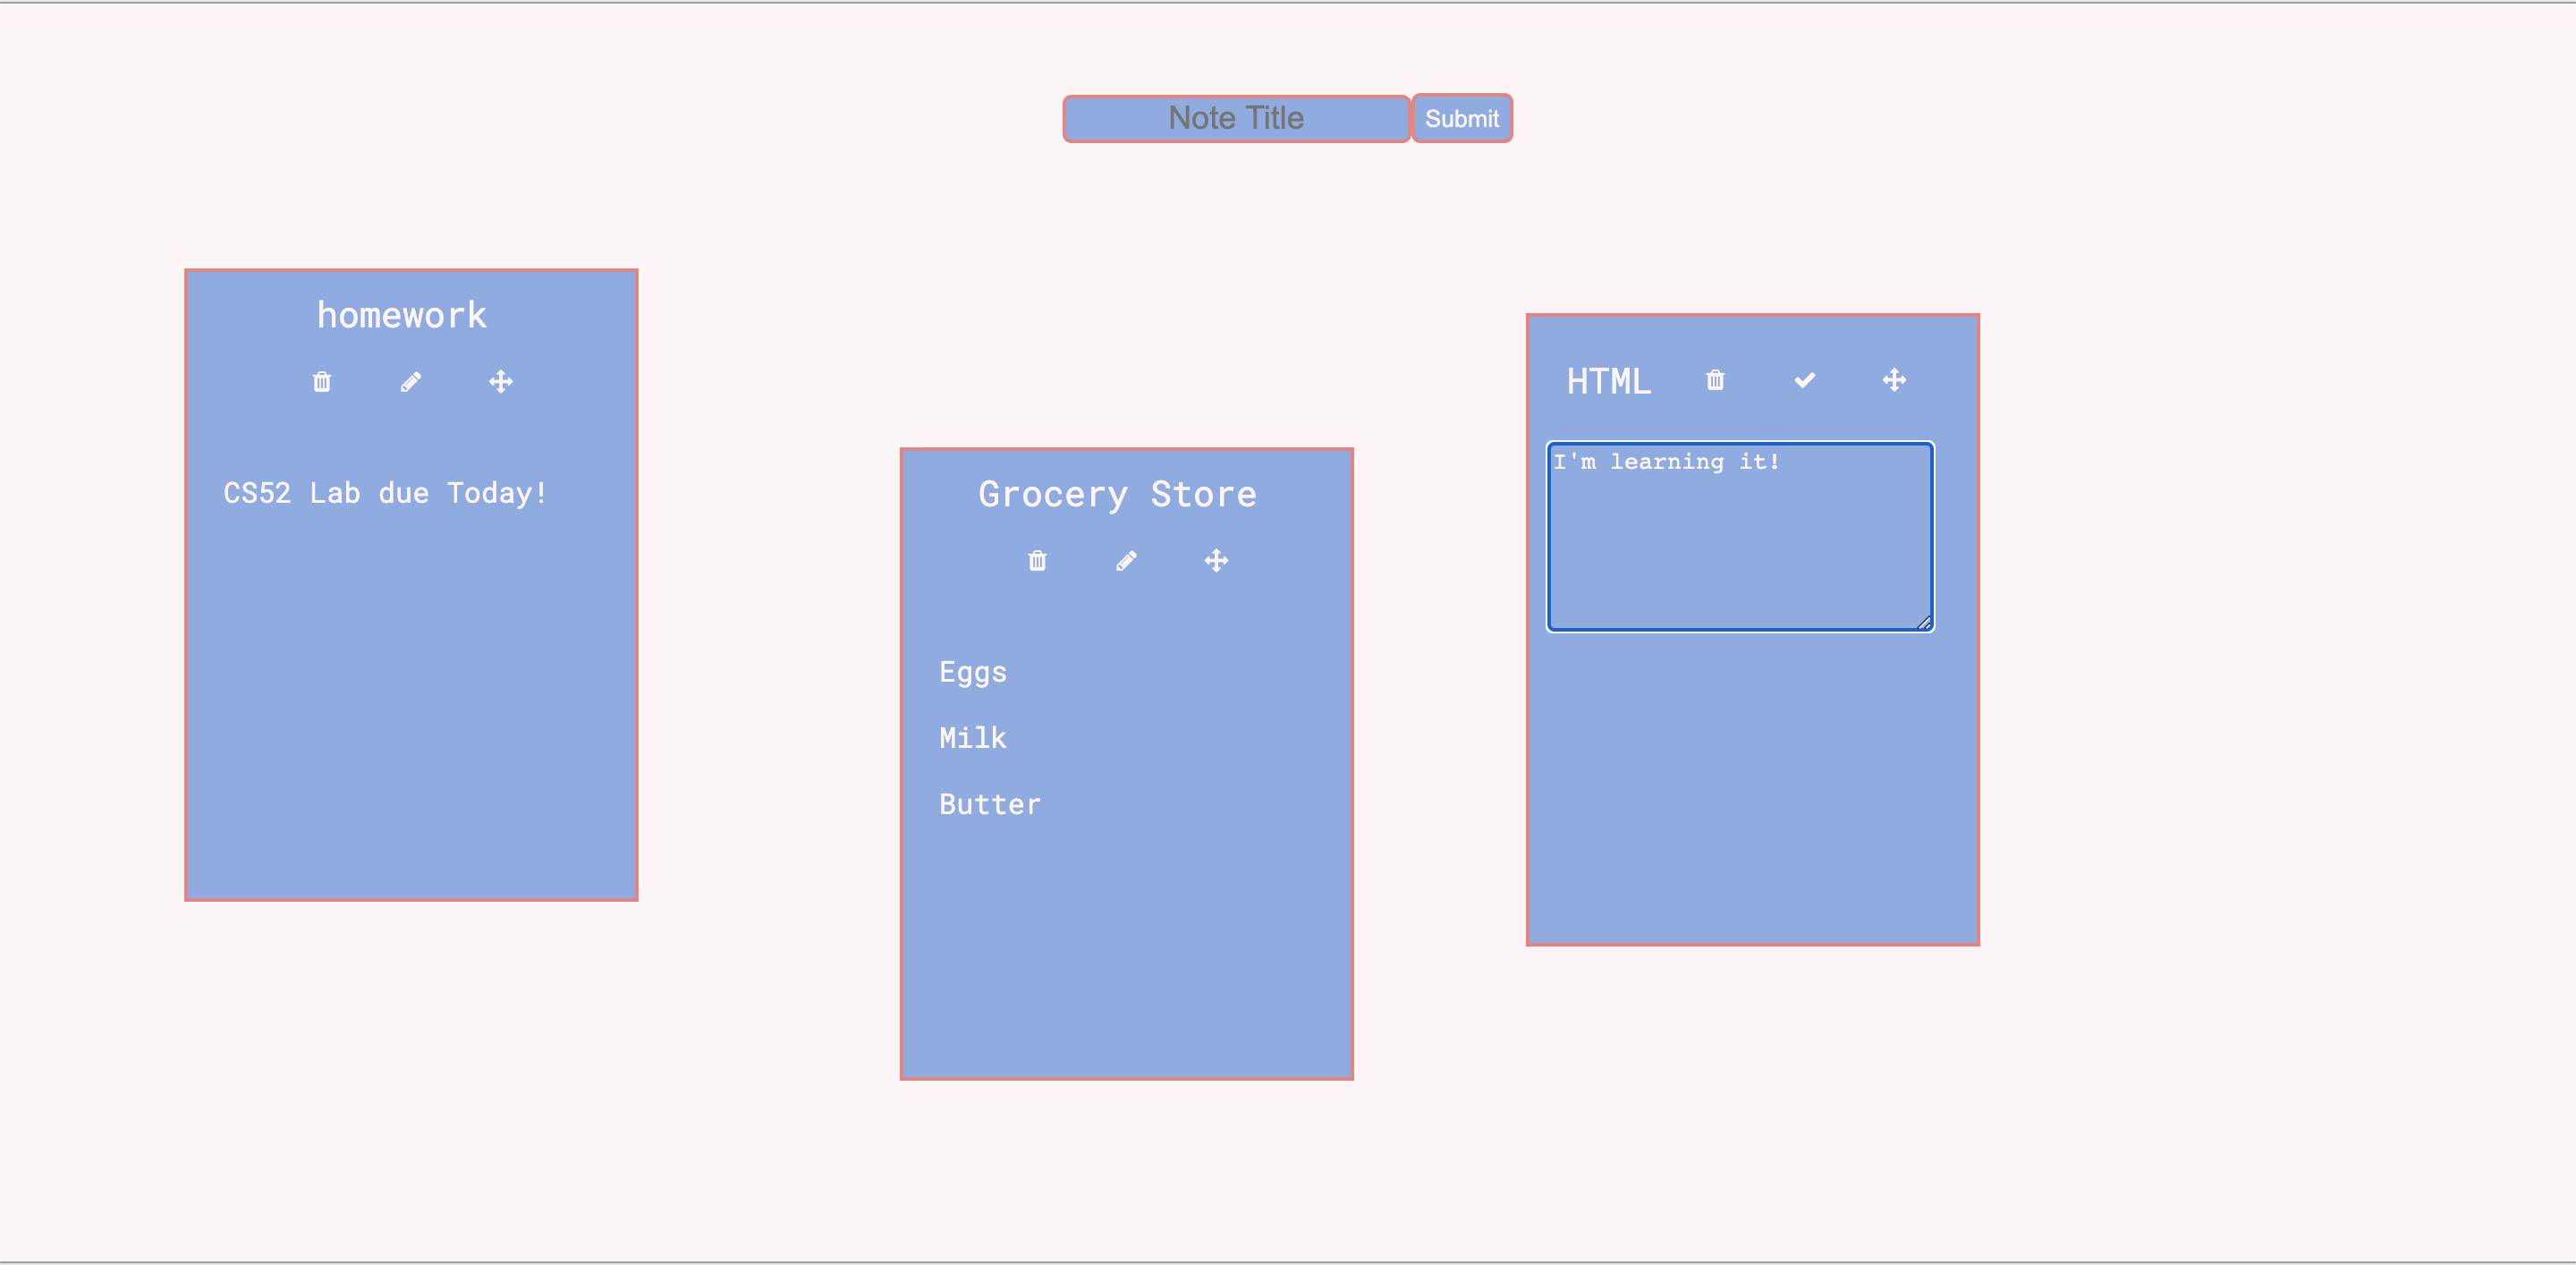 Note Title
Submit
homework
CS52 Lab due Today!
Grocery Store
Eggs
Milk
Butter
HTML
I'm learning it!